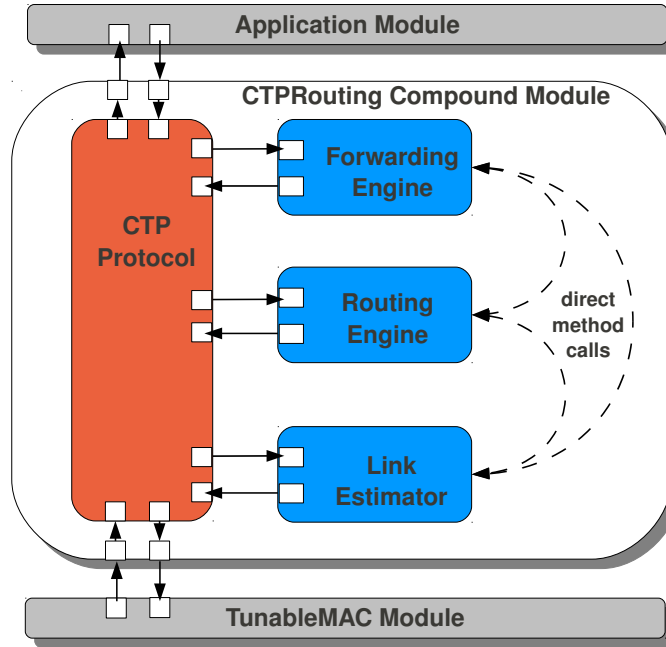 Application Module
CTPRouting Compound Module
Forwarding
Engine
CTP
Protocol
Routing
Engine
direct
method
calls
Link
Estimator
TunableMAC Module